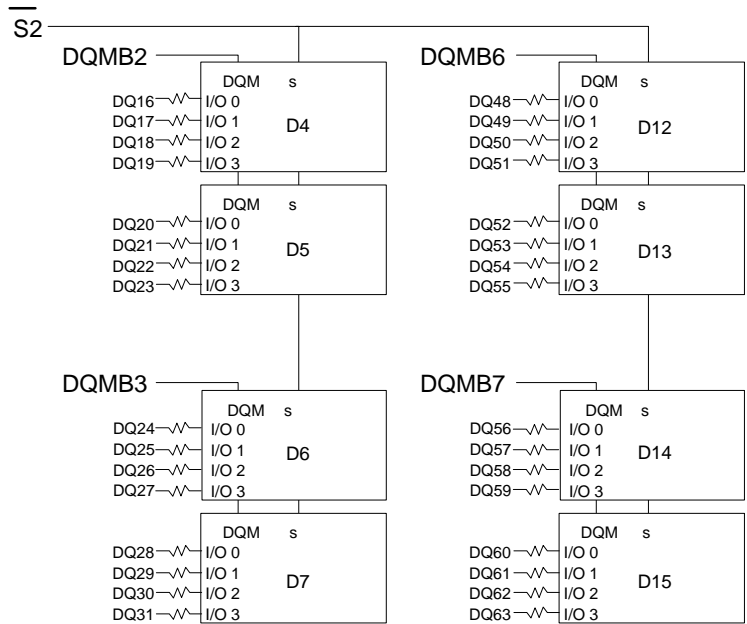 S2
DQMB2 DQMB6
DQM s DQM s
DQ16 I/O 0 DQ48 I/O 0
DQ17 I/O 1 D4 DQ49 I/O 1 D12
DQ18 I/O 2 DQ50 I/O 2
DQ19 I/O 3 DQ51 I/O 3
DQM s DQM s
DQ20 I/O 0 DQ52 I/O 0
DQ21 I/O 1 D5 DQ53 I/O 1 D13
DQ22 I/O 2 DQ54 I/O 2
DQ23 I/O 3 DQ55 I/O 3
DQMB3 DQMB7
DQM s DQM s
DQ24 I/O 0 DQ56 I/O 0
DQ25 I/O 1 D6 DQ57 I/O 1 D14
DQ26 I/O 2 DQ58 I/O 2
DQ27 I/O 3 DQ59 I/O 3
DQM s DQM s
DQ28 I/O 0 DQ60 I/O 0
DQ29 I/O 1 D7 DQ61 I/O 1 D15
DQ30 I/O 2 DQ62 I/O 2
DQ31 I/O 3 DQ63 I/O 3